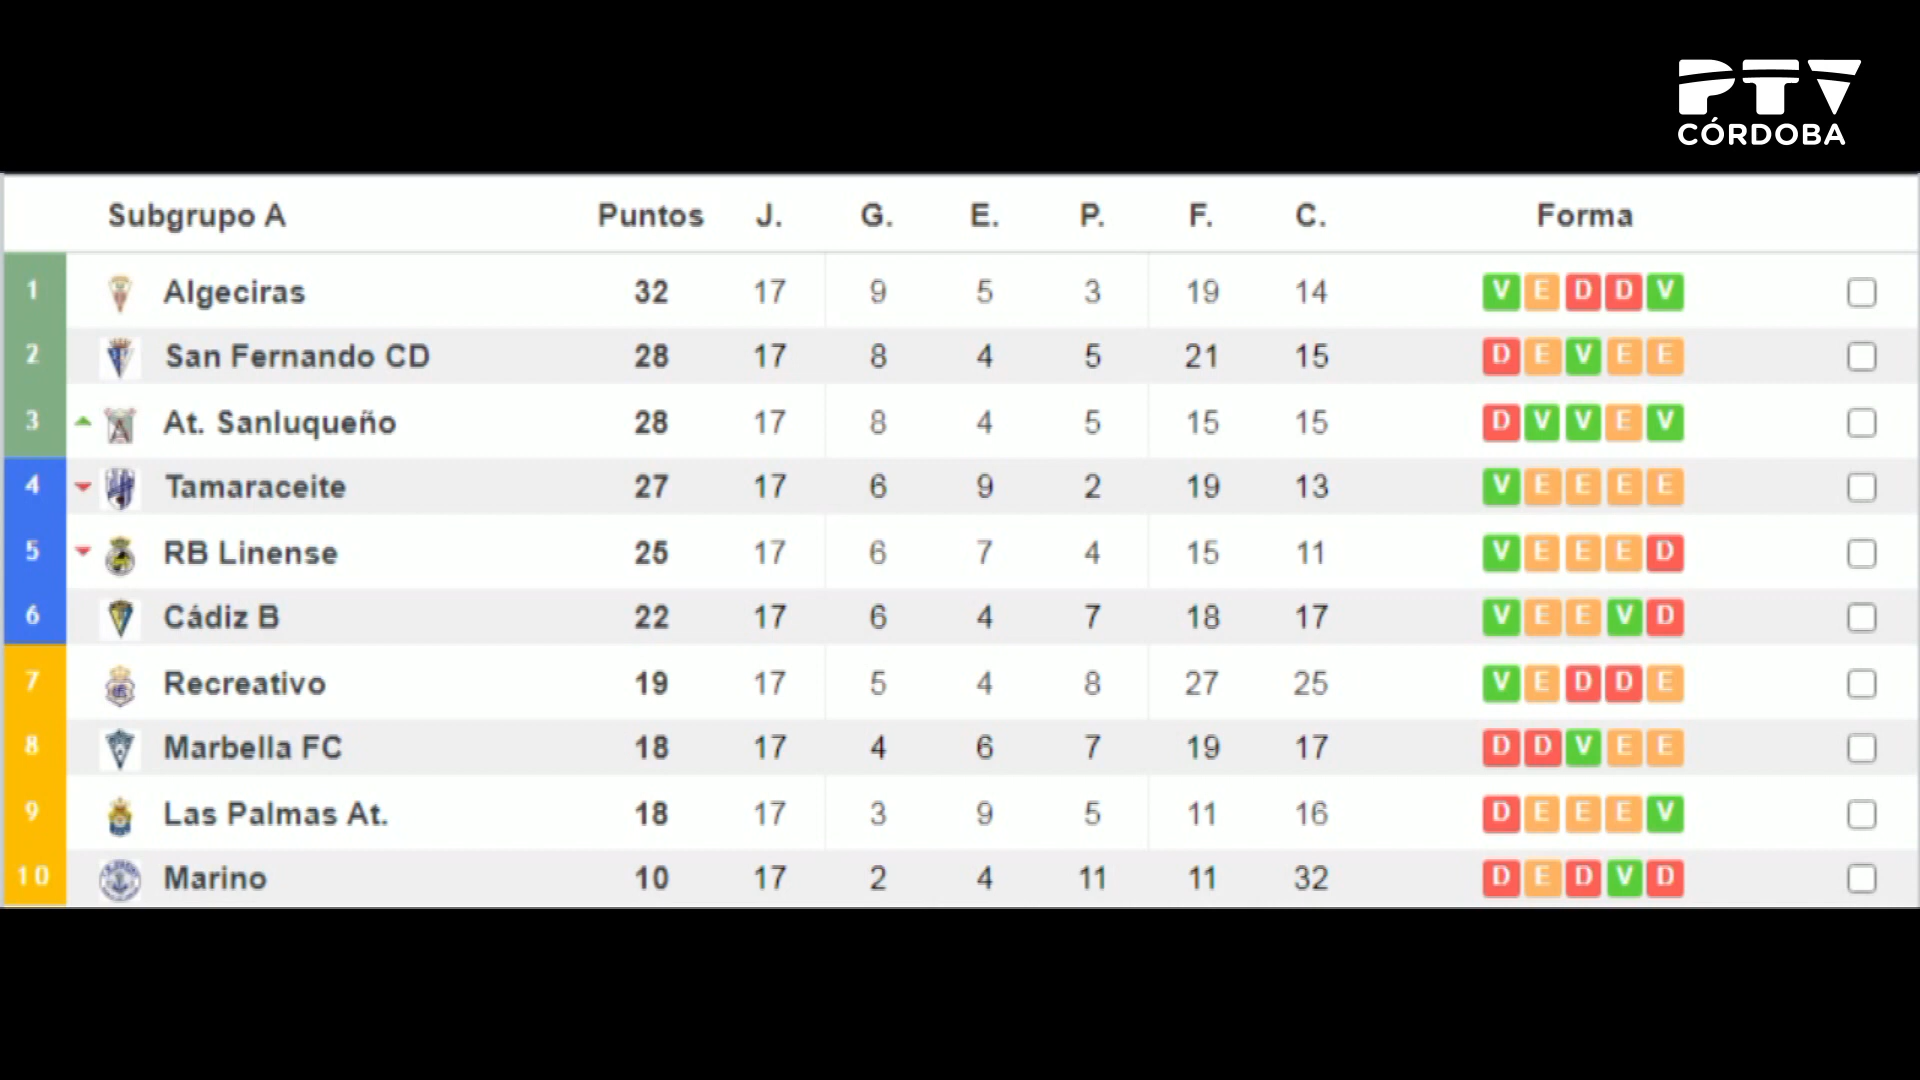 PTV
CÓRDOBA
Subgrupo A Puntos J. G. E. P. F. C. Forma
1 Algeciras 32 17 9 5 3 19 14 V E D D V
2 San Fernando CD 28 17 8 4 5 21 15 D E V E E
3 At. Sanluqueño 28 17 8 4 5 15 15 D V V E V
4 Tamaraceite 27 17 6 9 2 19 13 V E E E E
5 RB Linense 25 17 6 7 4 15 11 V E E E D
6 Cádiz B 22 17 6 4 7 18 17 V E E V D
7 Recreativo 19 17 5 4 8 27 25 V E D D E
8 Marbella FC 18 17 4 6 7 19 17 D D V E E
9 Las Palmas At. 18 17 3 9 5 11 16 D E E E V
10 Marino 10 17 2 4 11 11 32 D E D V D